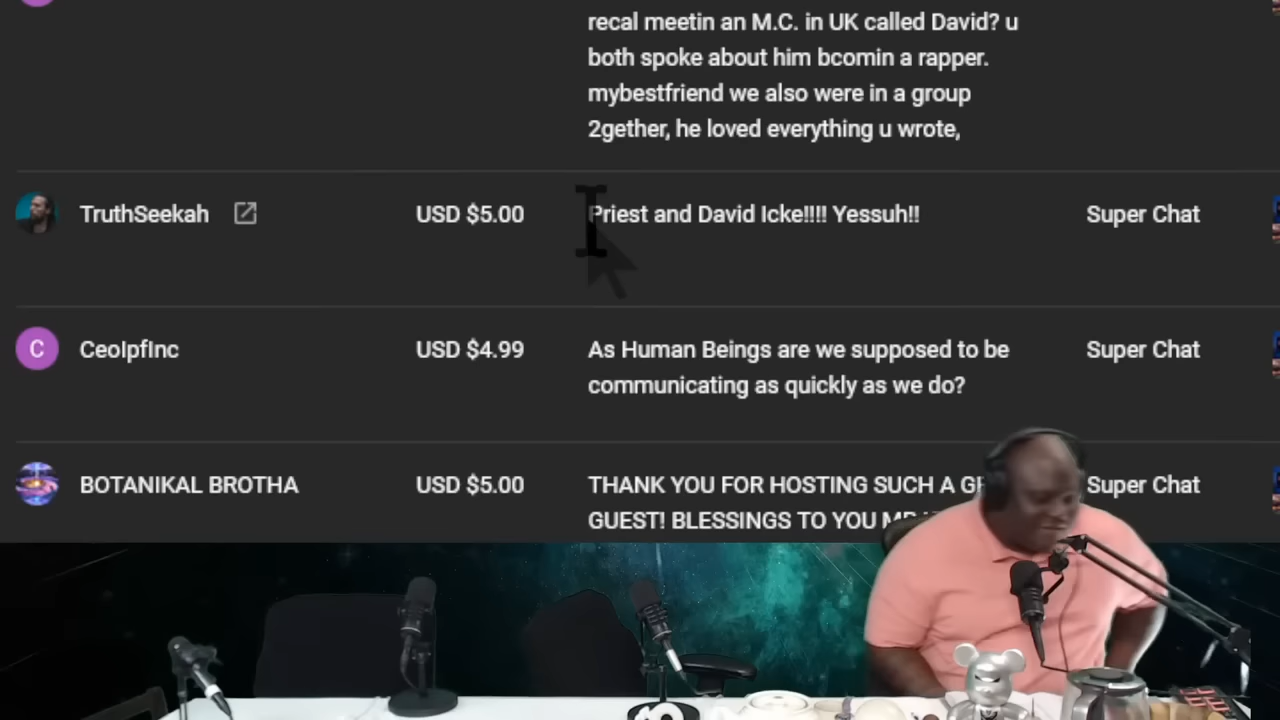 recal meetin an M.C. in UK called David? u
both spoke about him bcomin a rapper.
mybestfriend we also were in a group
2gether, he loved everything u wrote,
TruthSeekah USD $5.00 Priest and David Icke!!!! Yessuh!! Super Chat
C CeoIpfInc USD $4.99 As Human Beings are we supposed to be Super Chat
communicating as quickly as we do?
BOTANIKAL BROTHA USD $5.00 THANK YOU FOR HOSTING SUCH A Super Chat
GUEST! BLESSINGS TO YOU